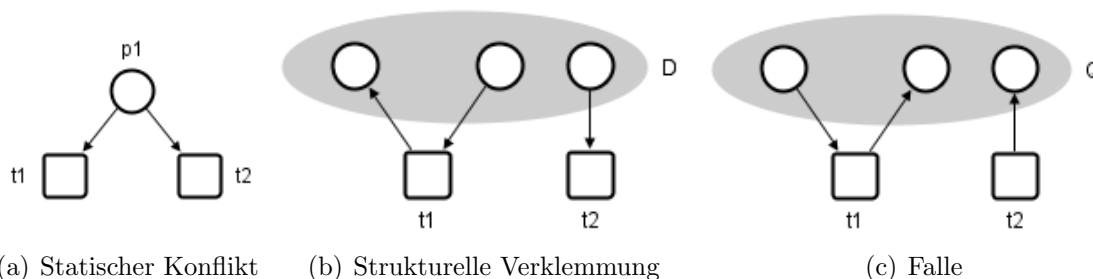 p1
t1
t2
(a) Statischer Konflikt
D
t1
t2
(b) Strukturelle Verklemmung
t1
t2
(c) Falle